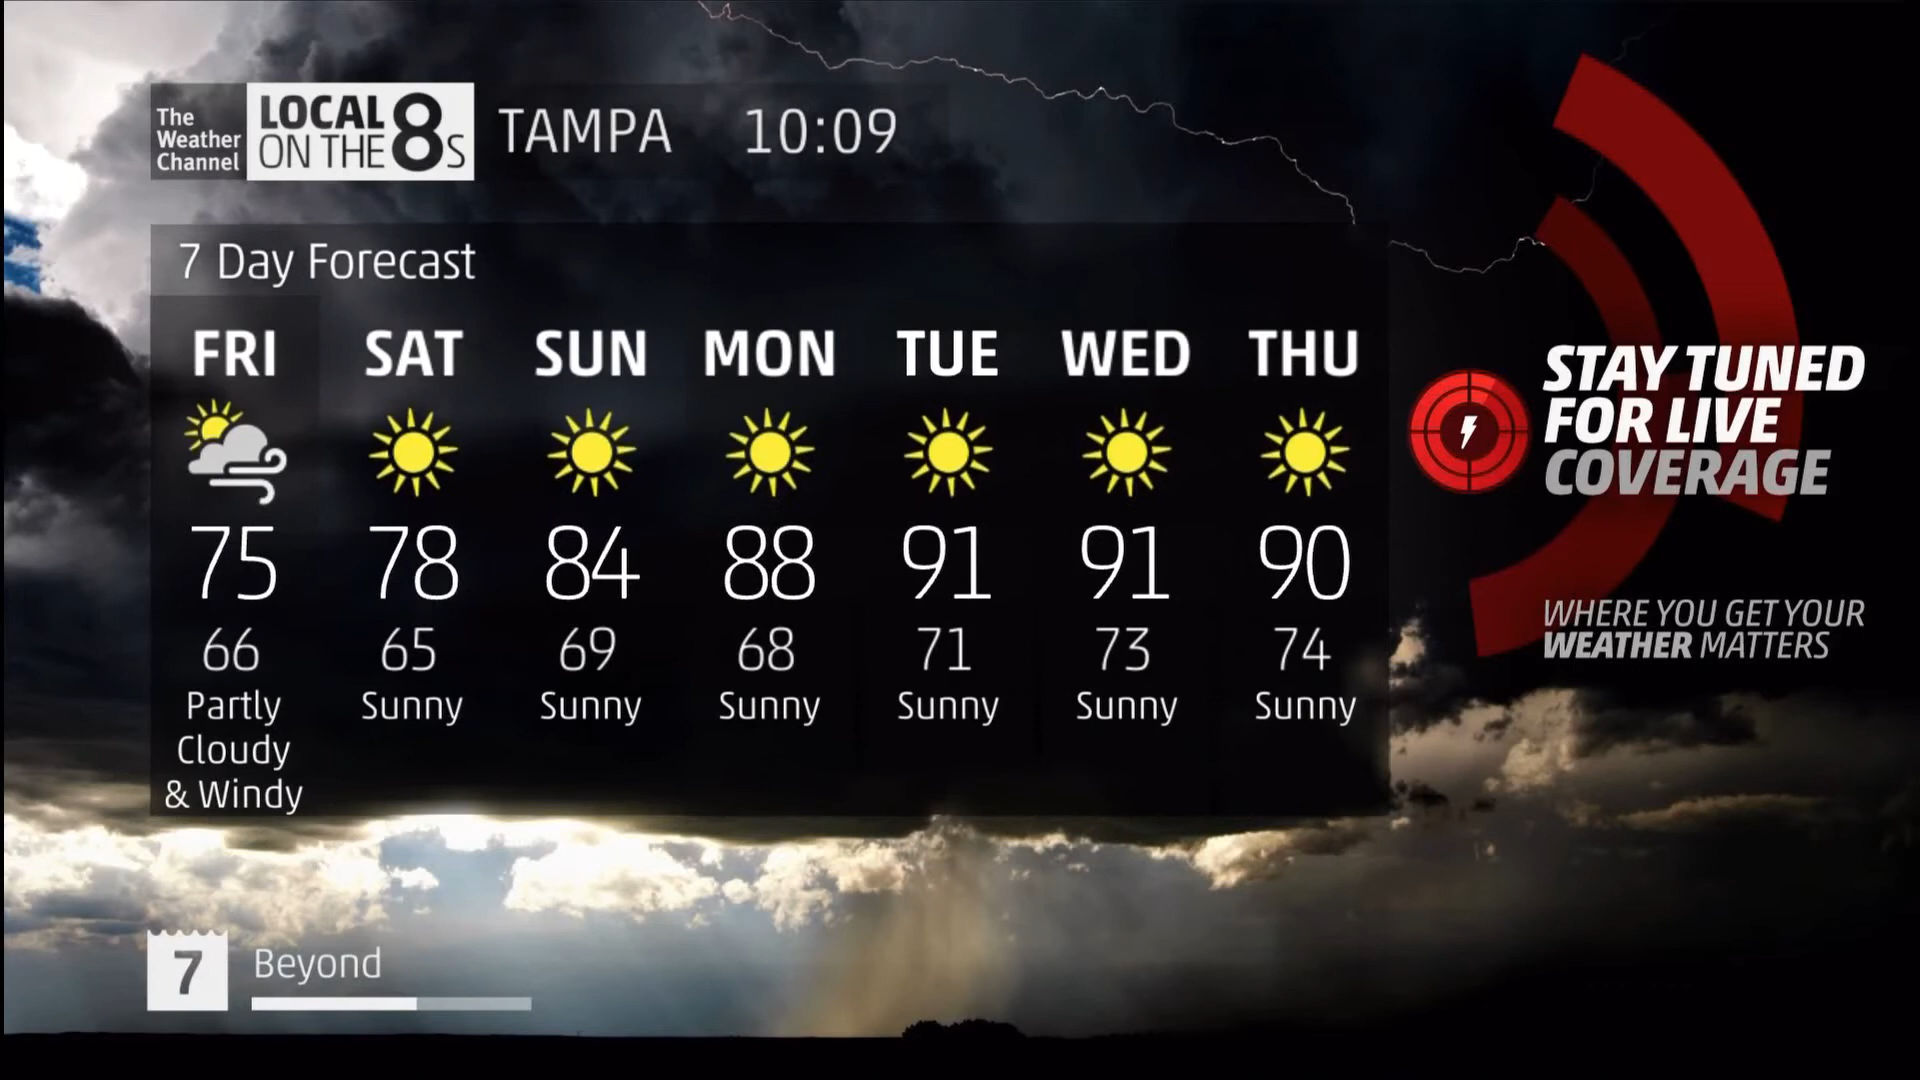 The
Weather
Channel
LOCAL
ON THE 8s
TAMPA 10:09
7 Day Forecast
FRI SAT SUN MON TUE WED THU
75 78 84 88 91 91 90
66 65 69 68 71 73 74
Partly Sunny Sunny Sunny Sunny Sunny Sunny
Cloudy
& Windy
STAY TUNED
FOR LIVE
COVERAGE
WHERE YOU GET YOUR
WEATHER MATTERS
7 Beyond